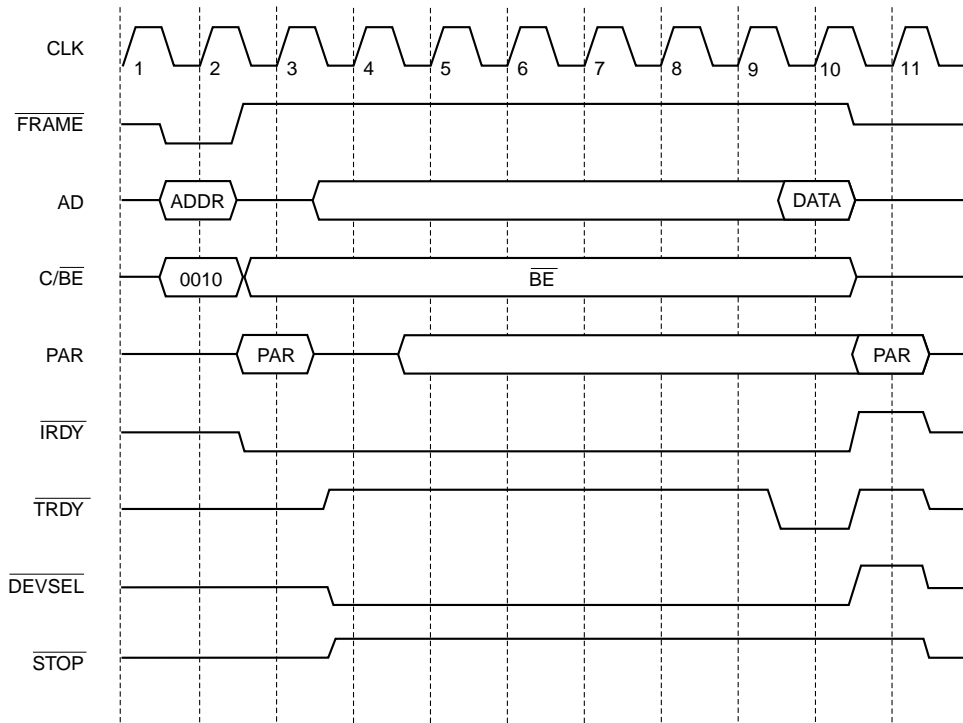 CLK
1 2 3 4 5 6 7 8 9 10 11
FRAME
AD
ADDR
DATA
C/BE
0010
BE
PAR
PAR
PAR
IRDY
TRDY
DEVSEL
STOP